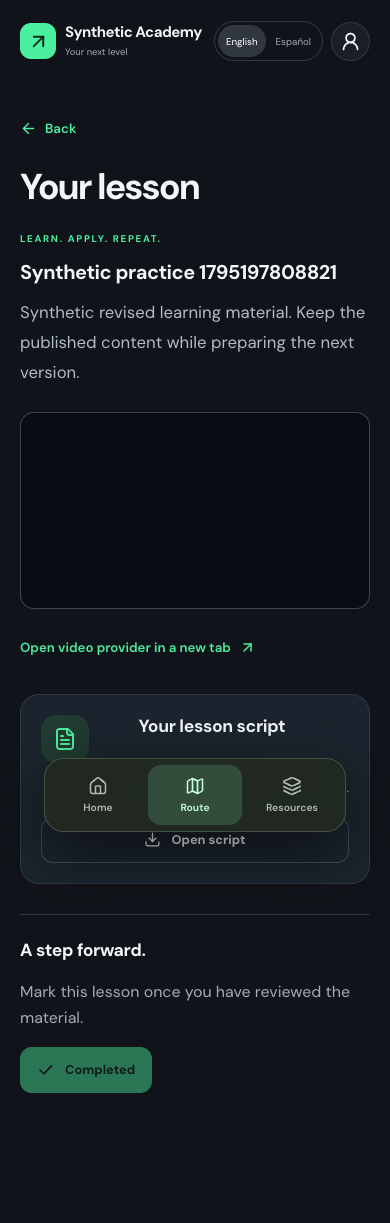 Synthetic Academy
Your next level
English
Español
Back
Your lesson
LEARN. APPLY. REPEAT.
Synthetic practice 1795197808821
Synthetic revised learning material. Keep the
published content while preparing the next
version.
Open video provider in a new tab
Your lesson script
Home
Route
Resources
Open script
A step forward.
Mark this lesson once you have reviewed the
material.
Completed